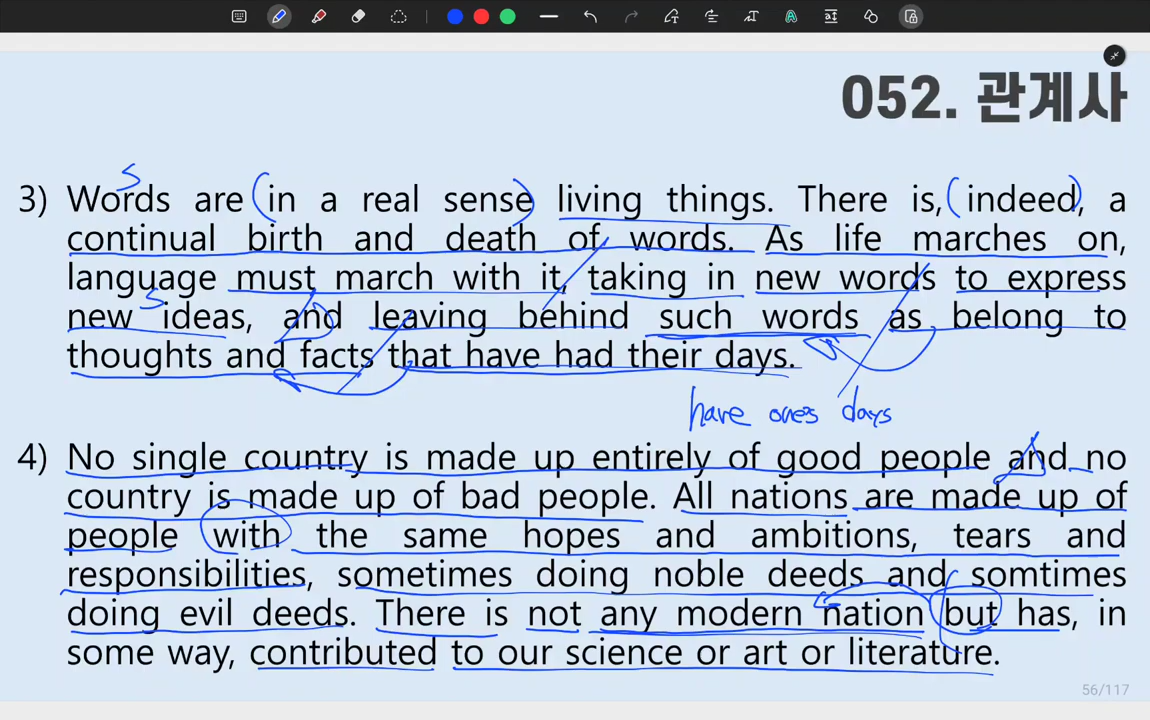 052. 관계사
S
3) Words are (in a real sense) living things. There is, (indeed), a
continual birth and death of words. As life marches on,
language must march with it, taking in new words to express
S
new ideas, and leaving behind such words as belong to
thoughts and facts that have had their days.
have one's days
4) No single country is made up entirely of good people and no
country is made up of bad people. All nations are made up of
people with the same hopes and ambitions, tears and
responsibilities, sometimes doing noble deeds and somtimes
doing evil deeds. There is not any modern nation but has, in
some way, contributed to our science or art or literature.
56/117